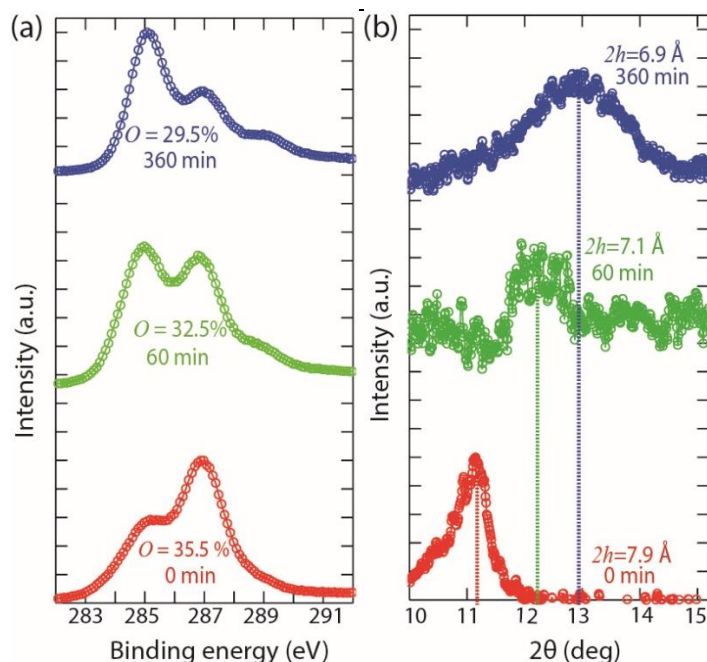 (a)
O = 29.5%
360 min
O = 32.5%
60 min
O = 35.5 %
0 min
Intensity (a.u.)
283 285 287 289 291
Binding energy (eV)
(b)
2h=6.9 Å
360 min
2h=7.1 Å
60 min
2h=7.9 Å
0 min
Intensity (a.u.)
10 11 12 13 14 15
2θ (deg)